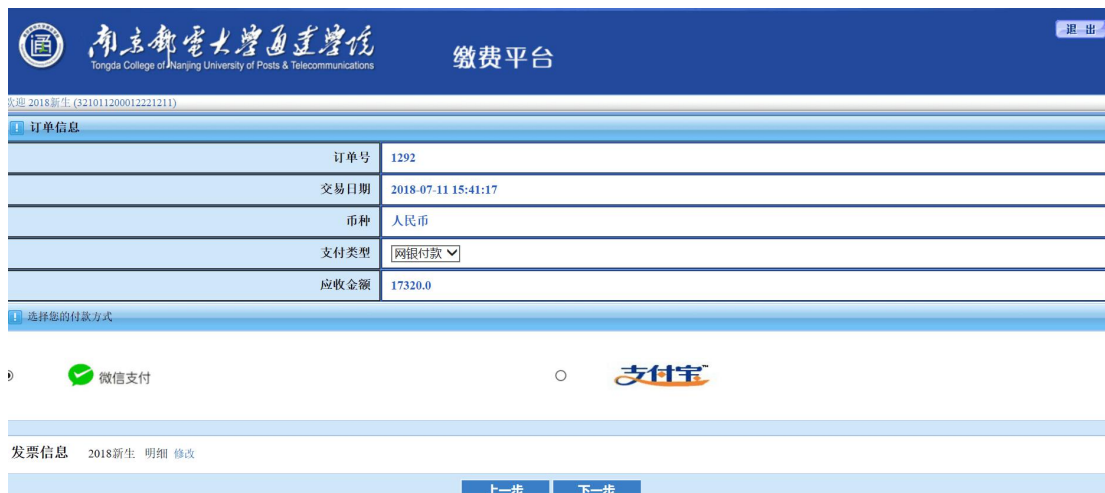 南京邮电大学通达学院
Tongda College of Nanjing University of Posts & Telecommunications
缴费平台
退 出
欢迎 2018新生 (321011200012221211)
订单信息
订单号 1292
交易日期 2018-07-11 15:41:17
币种 人民币
支付类型 网银付款
应收金额 17320.0
选择您的付款方式
微信支付 支付宝
发票信息 2018新生 明细 修改
上一步 下一步